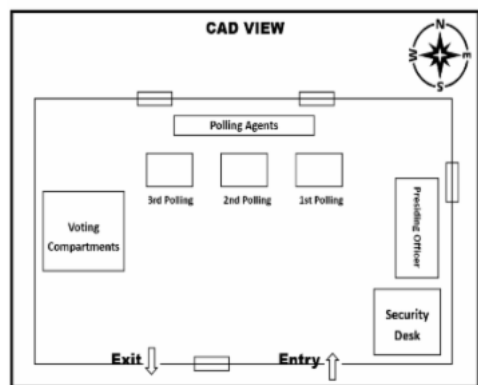 CAD VIEW
N
W
E
S
Polling Agents
3rd Polling
2nd Polling
1st Polling
Voting
Compartments
Presiding Officer
Security
Desk
Exit
Entry